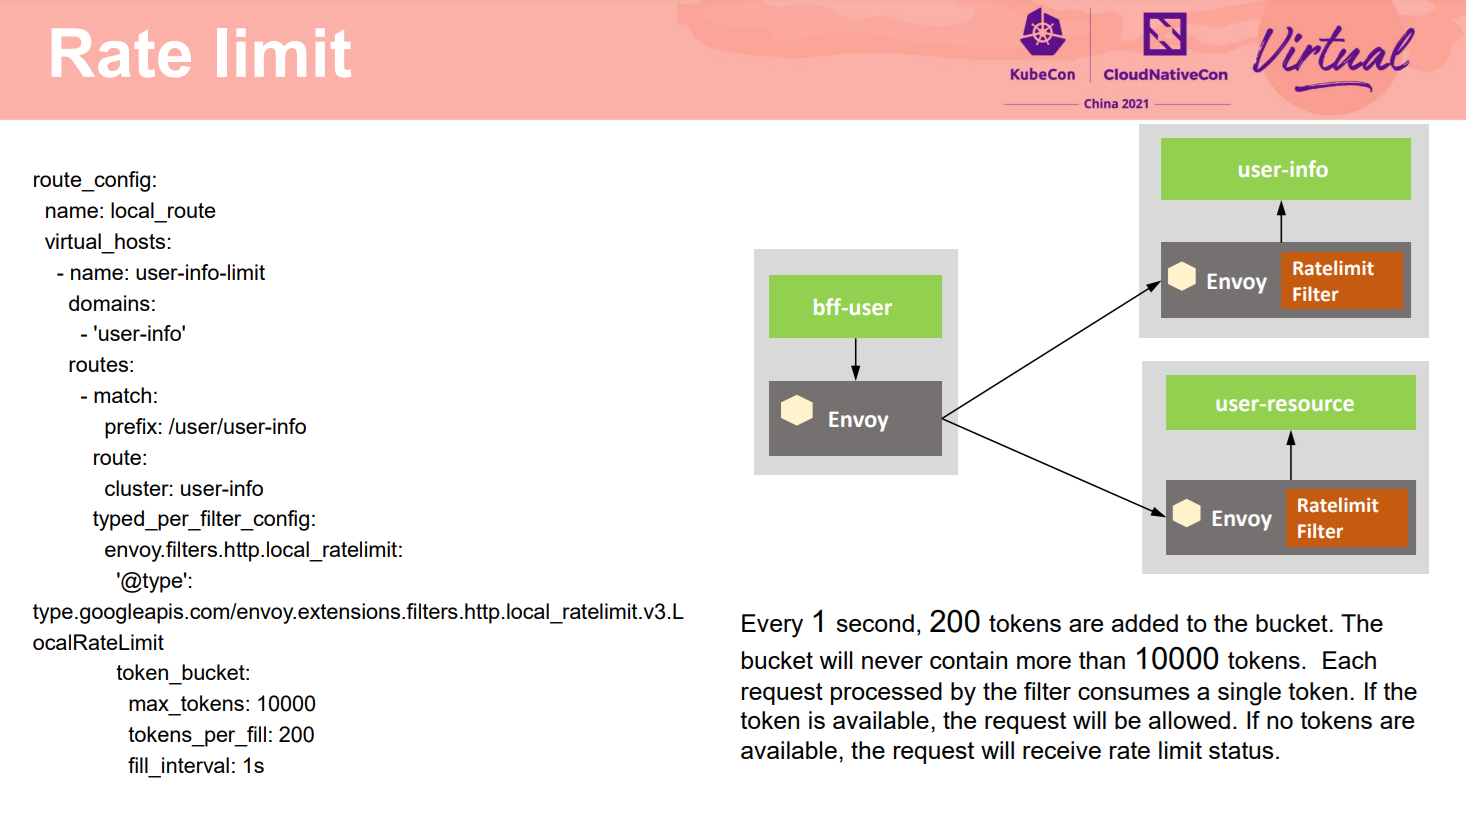 Rate limit
KubeCon
CloudNativeCon
China 2021
Virtual
route_config:
name: local_route
virtual_hosts:
- name: user-info-limit
domains:
- 'user-info'
routes:
- match:
prefix: /user/user-info
route:
cluster: user-info
typed_per_filter_config:
envoy.filters.http.local_ratelimit:
'@type':
type.googleapis.com/envoy.extensions.filters.http.local_ratelimit.v3.L
ocalRateLimit
token_bucket:
max_tokens: 10000
tokens_per_fill: 200
fill_interval: 1s
bff-user
Envoy
user-info
Envoy
Ratelimit
Filter
user-resource
Envoy
Ratelimit
Filter
Every 1 second, 200 tokens are added to the bucket. The
bucket will never contain more than 10000 tokens.  Each
request processed by the filter consumes a single token. If the
token is available, the request will be allowed. If no tokens are
available, the request will receive rate limit status.